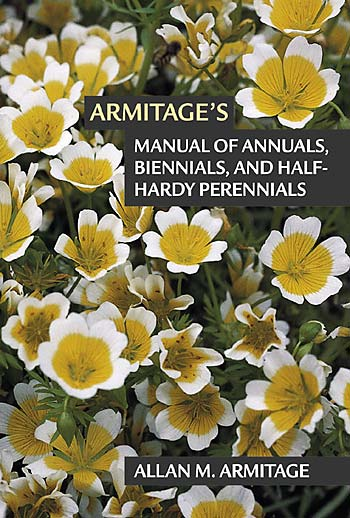 ARMITAGE'S
MANUAL OF ANNUALS,
BIENNIALS, AND HALF-
HARDY PERENNIALS
ALLAN M. ARMITAGE